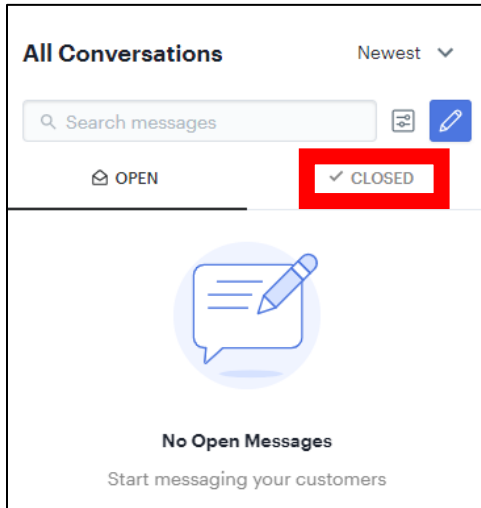 All Conversations
Newest
Search messages
OPEN
CLOSED
No Open Messages
Start messaging your customers